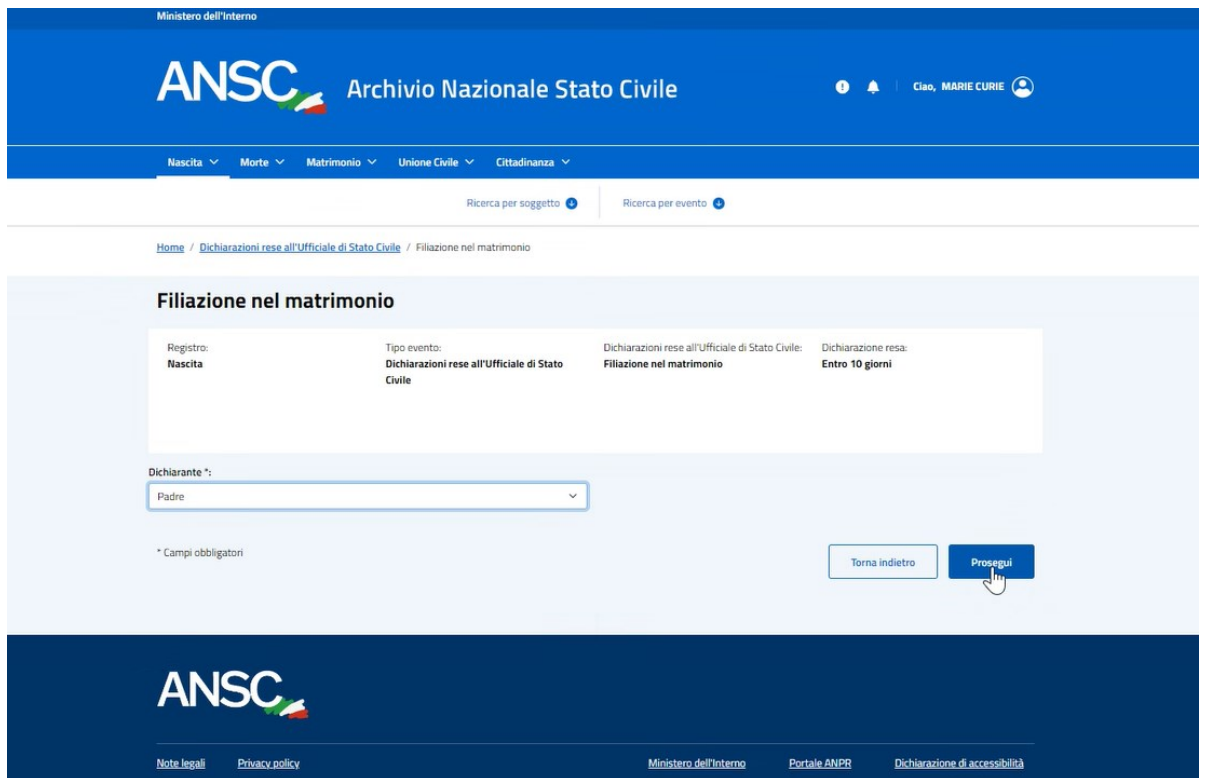 Ministero dell'Interno
ANSC Archivio Nazionale Stato Civile
Ciao, MARIE CURIE
Nascita Morte Matrimonio Unione Civile Cittadinanza
Ricerca per soggetto Ricerca per evento
Home / Dichiarazioni rese all'Ufficiale di Stato Civile / Filiazione nel matrimonio
Filiazione nel matrimonio
Registro:
Nascita
Tipo evento:
Dichiarazioni rese all'Ufficiale di Stato
Civile
Dichiarazioni rese all'Ufficiale di Stato Civile:
Filiazione nel matrimonio
Dichiarazione resa:
Entro 10 giorni
Dichiarante *:
Padre
* Campi obbligatori
Torna indietro Prosegui
ANSC
Note legali Privacy policy Ministero dell'Interno Portale ANPR Dichiarazione di accessibilità